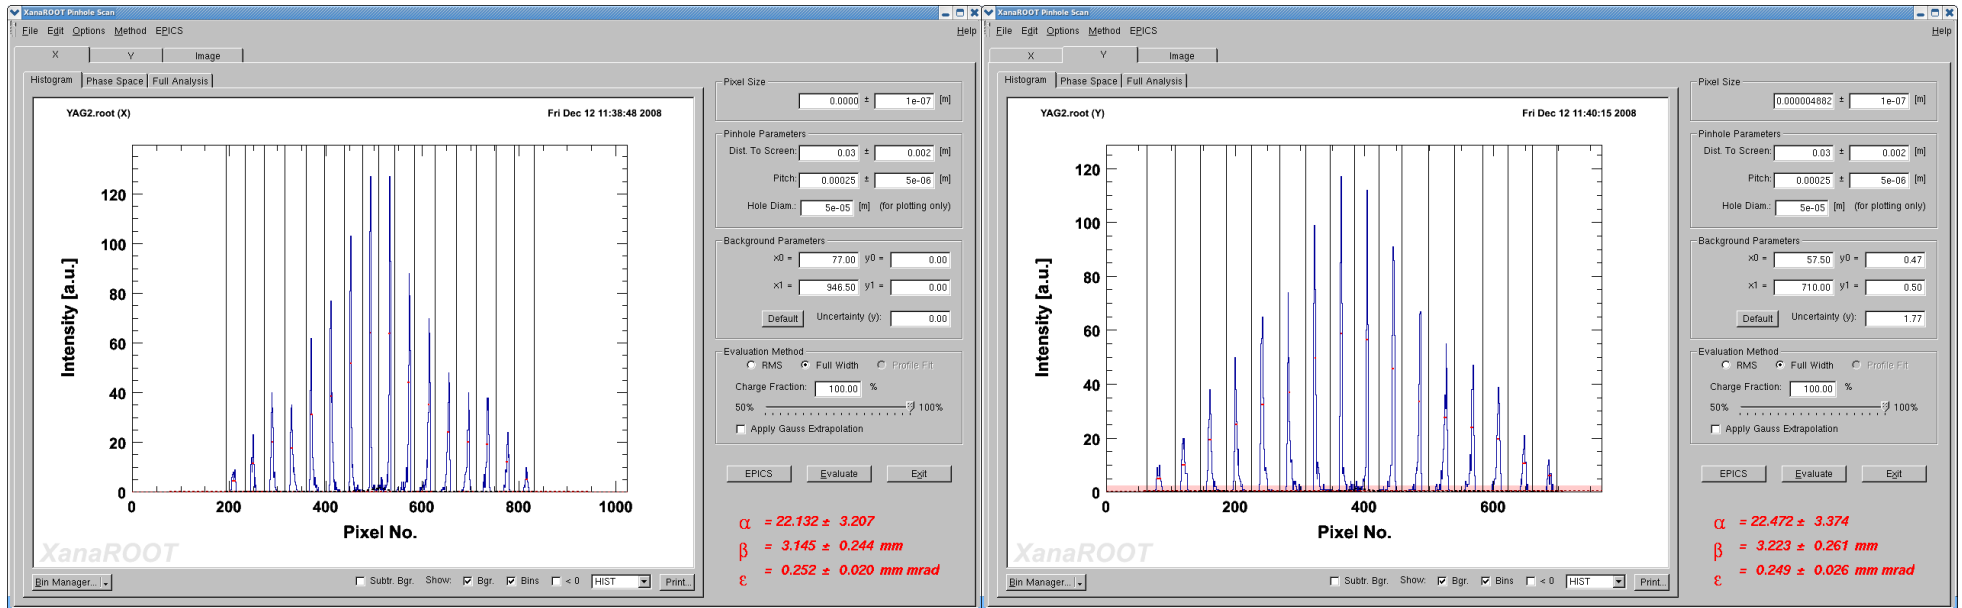 XanaROOT Pinhole Scan
File Edit Options Method EPICS Help
X Y Image
Histogram Phase Space Full Analysis
YAG2.root (X) Fri Dec 12 11:38:48 2008
Intensity [a.u.]
120
100
80
60
40
20
0
0 200 400 600 800 1000
Pixel No.
XanaROOT
Bin Manager... Subtr. Bgr. Show: Bgr. Bins < 0 HIST Print...
Pixel Size
0.0000 ± 1e-07 [m]
Pinhole Parameters
Dist. To Screen: 0.03 ± 0.002 [m]
Pitch: 0.00025 ± 5e-06 [m]
Hole Diam.: 5e-05 [m] (for plotting only)
Background Parameters
x0 = 77.00 y0 = 0.00
x1 = 946.50 y1 = 0.00
Default Uncertainty (y): 0.00
Evaluation Method
RMS Full Width Profile Fit
Charge Fraction: 100.00 %
50% 100%
Apply Gauss Extrapolation
EPICS Evaluate Exit
α = 22.132 ± 3.207
β = 3.145 ± 0.244 mm
ε = 0.252 ± 0.020 mm mrad
XanaROOT Pinhole Scan
File Edit Options Method EPICS Help
X Y Image
Histogram Phase Space Full Analysis
YAG2.root (Y) Fri Dec 12 11:40:15 2008
Intensity [a.u.]
120
100
80
60
40
20
0
0 200 400 600
Pixel No.
XanaROOT
Bin Manager... Subtr. Bgr. Show: Bgr. Bins < 0 HIST Print...
Pixel Size
0.000004882 ± 1e-07 [m]
Pinhole Parameters
Dist. To Screen: 0.03 ± 0.002 [m]
Pitch: 0.00025 ± 5e-06 [m]
Hole Diam.: 5e-05 [m] (for plotting only)
Background Parameters
x0 = 57.50 y0 = 0.47
x1 = 710.00 y1 = 0.50
Default Uncertainty (y): 1.77
Evaluation Method
RMS Full Width Profile Fit
Charge Fraction: 100.00 %
50% 100%
Apply Gauss Extrapolation
EPICS Evaluate Exit
α = 22.472 ± 3.374
β = 3.223 ± 0.261 mm
ε = 0.249 ± 0.026 mm mrad